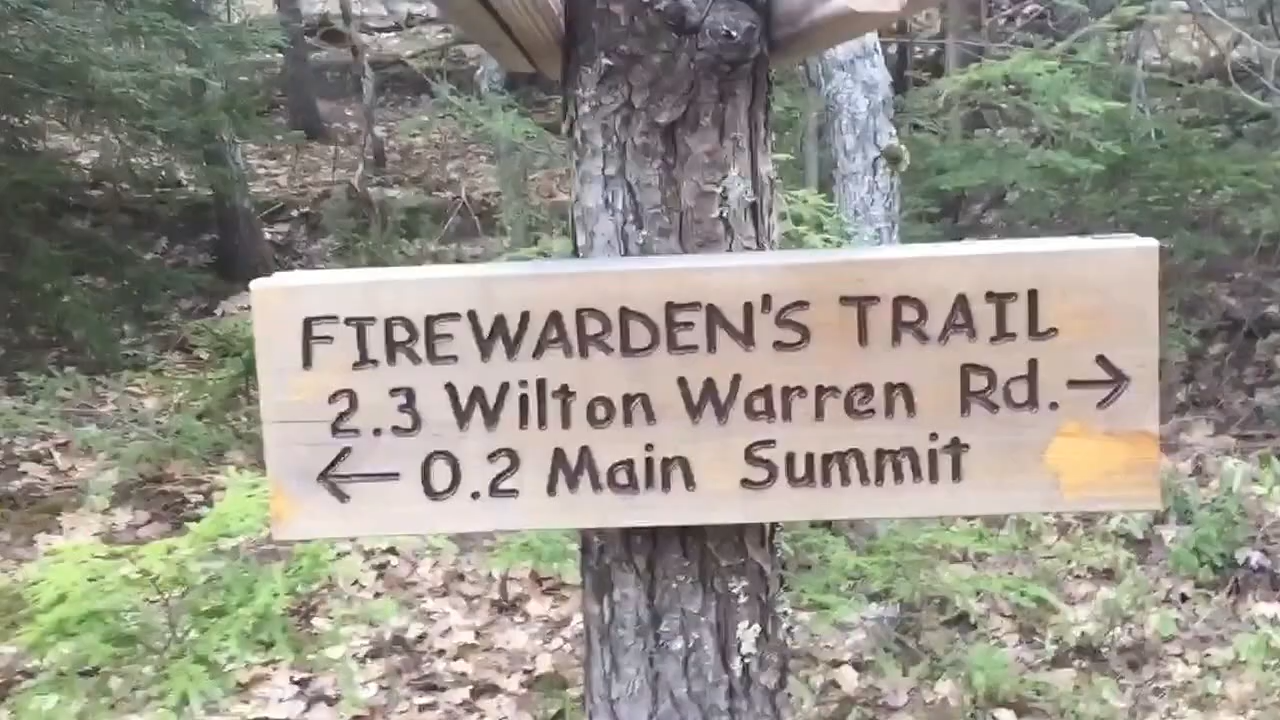 FIREWARDEN'S TRAIL
2.3 Wilton Warren Rd.→
←0.2 Main Summit